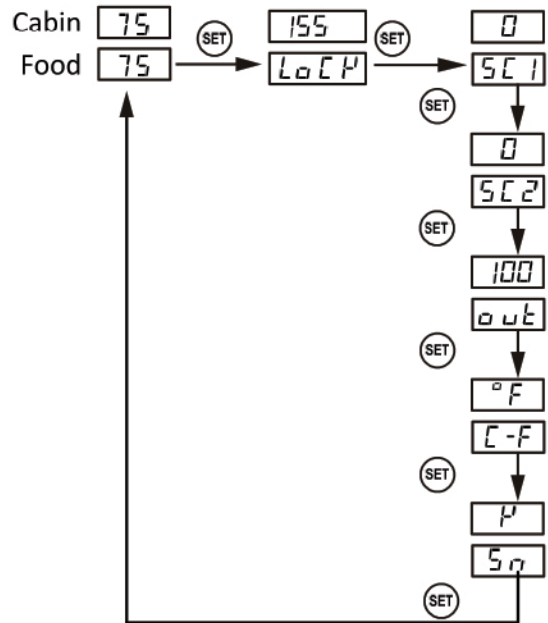 Cabin 75 SET 155 SET 0
Food 75 LoCK SC1
SET
0
SC2
SET
100
out
SET
°F
C-F
SET
K
Sn
SET